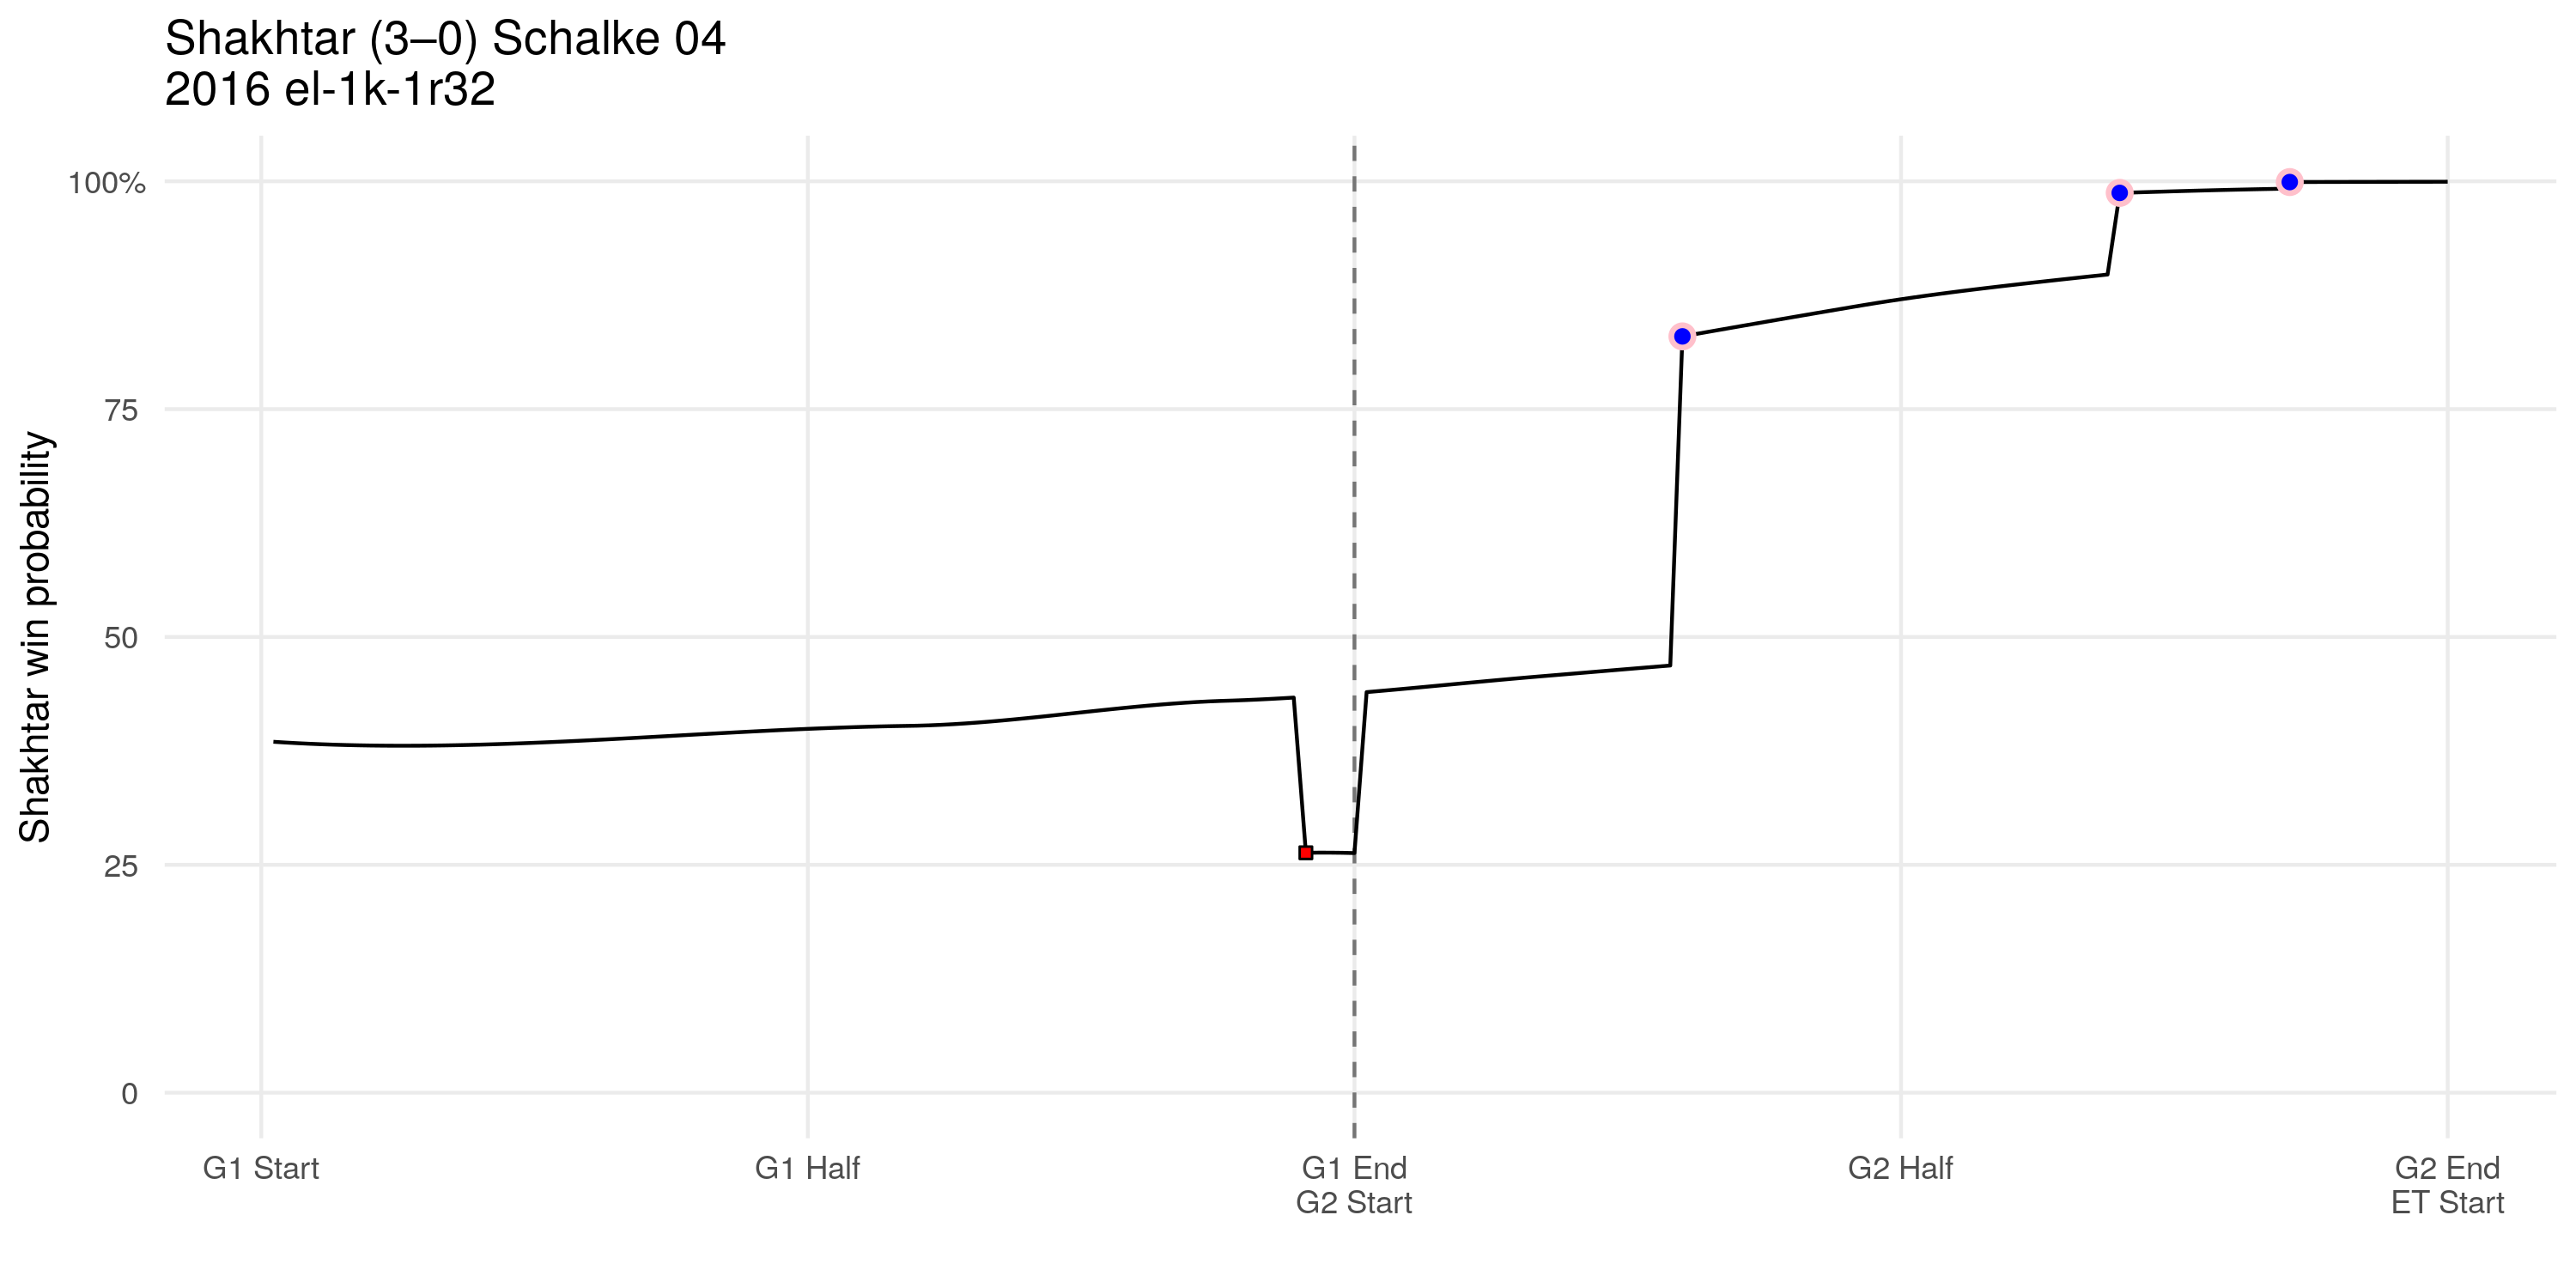 Shakhtar (3–0) Schalke 04
2016 el-1k-1r32
Shakhtar win probability
100%
75
50
25
0
G1 Start
G1 Half
G1 End
G2 Start
G2 Half
G2 End
ET Start